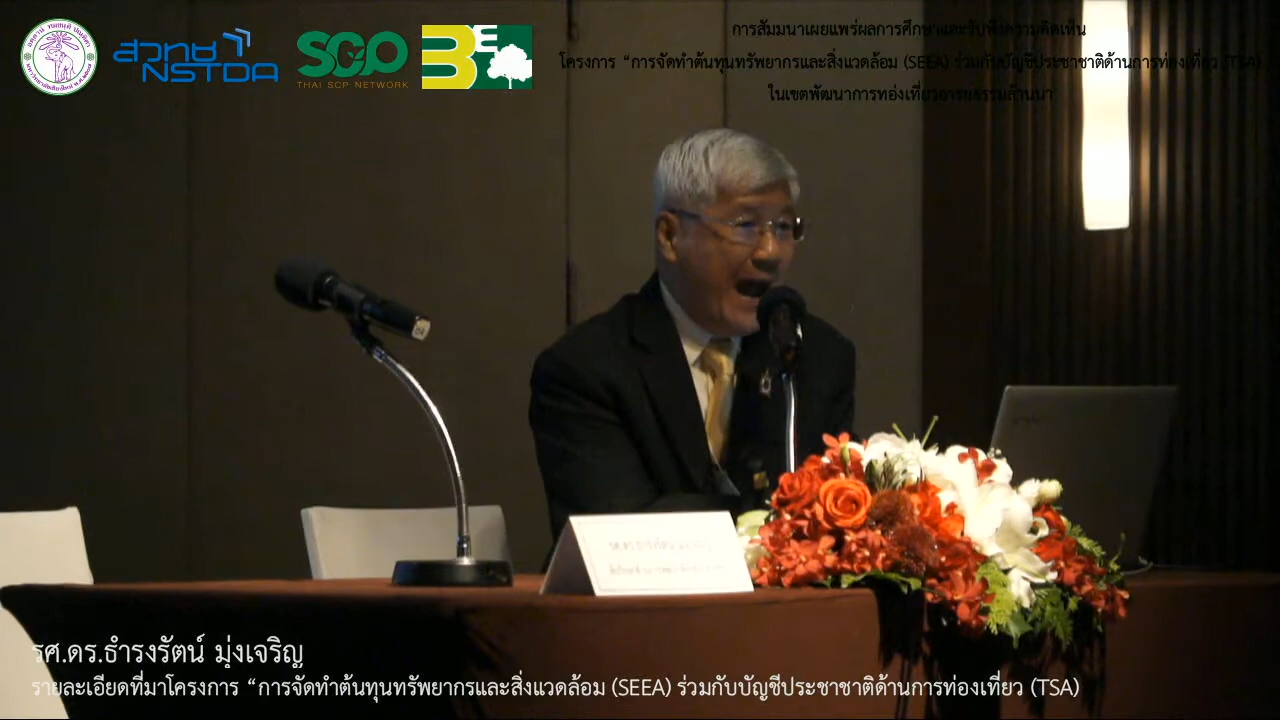 สวทช
NSTDA
SCP
THAI SCP NETWORK
การสัมมนาเผยแพร่ผลการศึกษาและรับฟังความคิดเห็น
โครงการ “การจัดทำต้นทุนทรัพยากรและสิ่งแวดล้อม (SEEA) ร่วมกับบัญชีประชาชาติด้านการท่องเที่ยว (TSA)
ในเขตพัฒนาการทอ่งเที่ยวอารยธรรมล้านนา
รศ.ดร.ธำรงรัตน์ มุ่งเจริญ
รายละเอียดที่มาโครงการ “การจัดทำต้นทุนทรัพยากรและสิ่งแวดล้อม (SEEA) ร่วมกับบัญชีประชาชาติด้านการท่องเที่ยว (TSA)